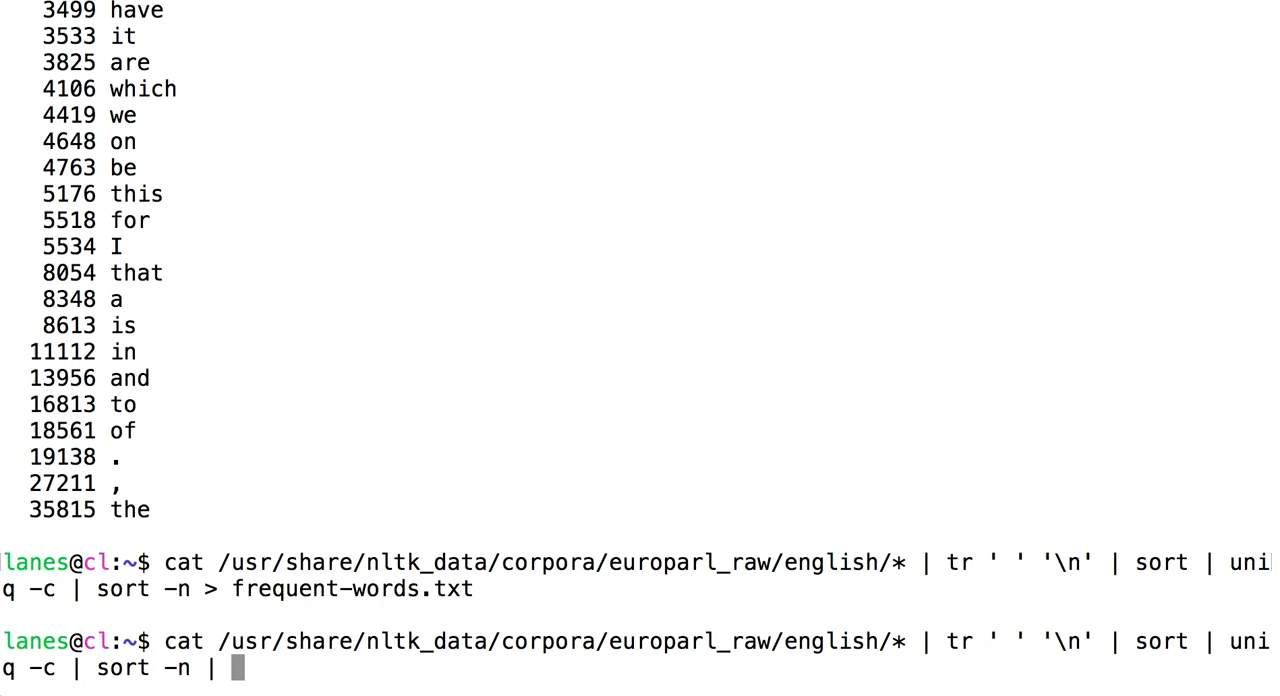 3499 have
3533 it
3825 are
4106 which
4419 we
4648 on
4763 be
5176 this
5518 for
5534 I
8054 that
8348 a
8613 is
11112 in
13956 and
16813 to
18561 of
19138 .
27211 ,
35815 the
lanes@cl:~$ cat /usr/share/nltk_data/corpora/europarl_raw/english/* | tr ' ' '\n' | sort | uni
q -c | sort -n > frequent-words.txt
lanes@cl:~$ cat /usr/share/nltk_data/corpora/europarl_raw/english/* | tr ' ' '\n' | sort | uni
q -c | sort -n |